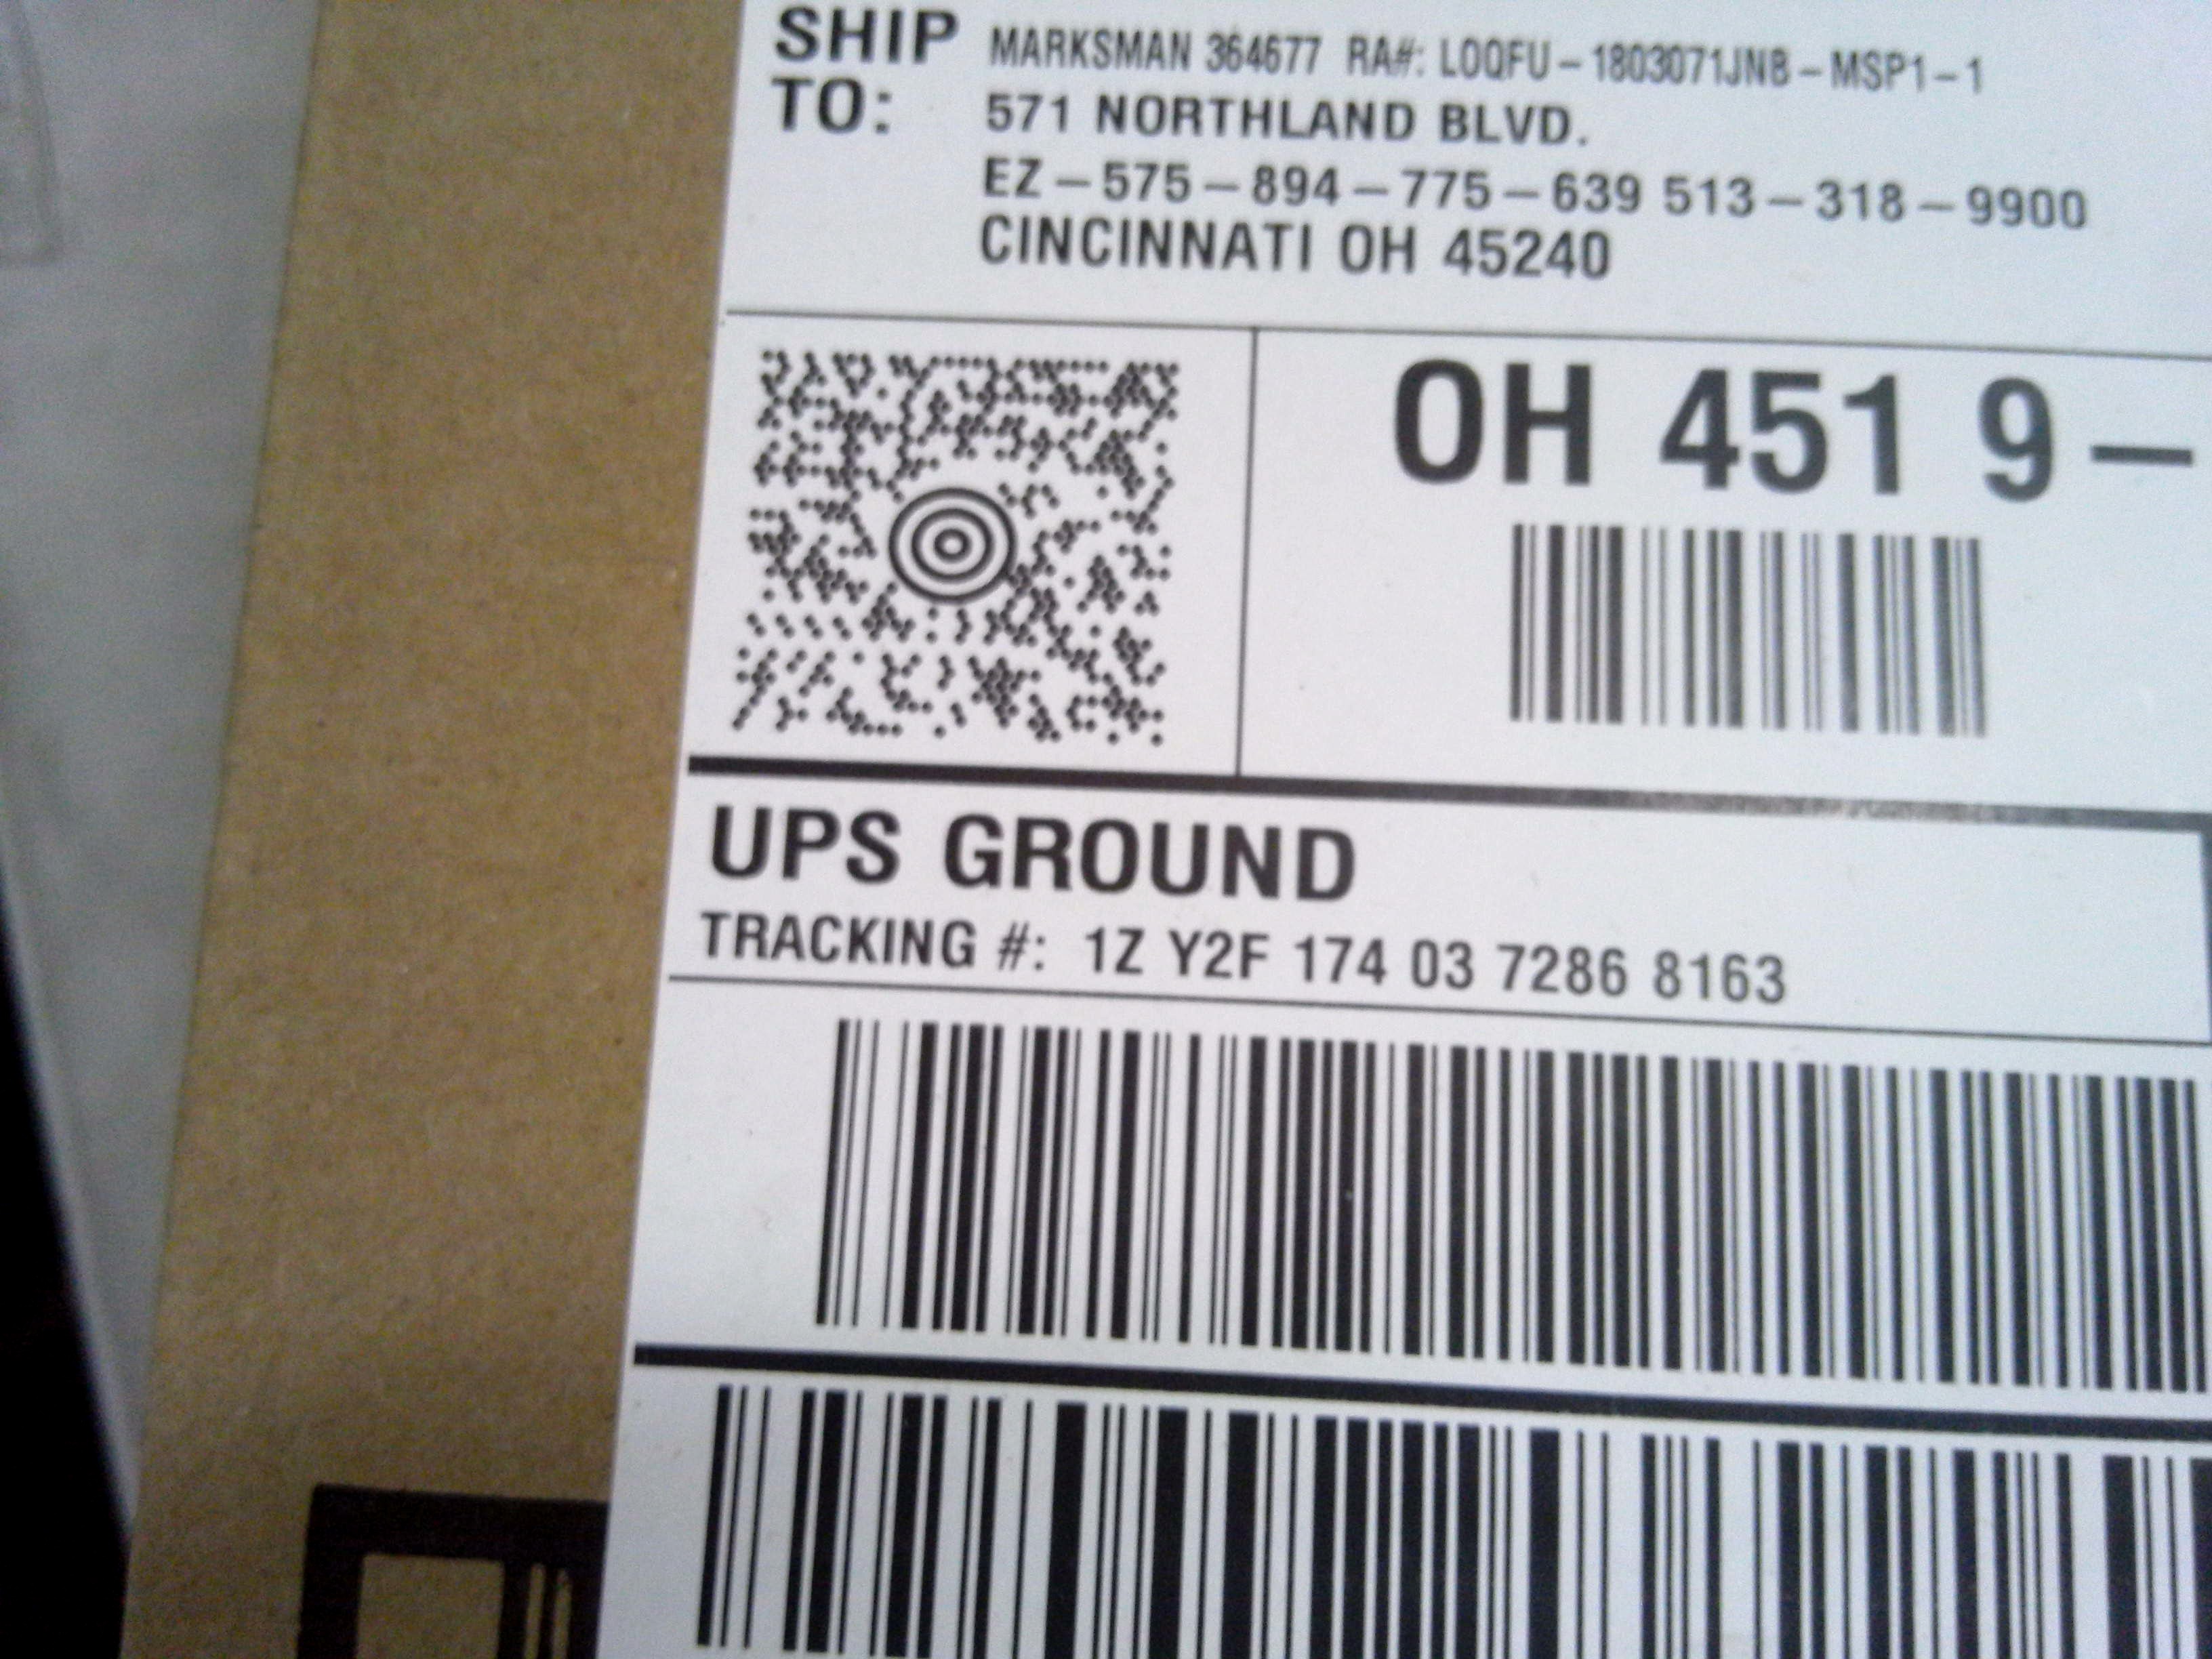 SHIP TO: MARKSMAN 364677 RA#: LOQFU-1803071JNB-MSP1-1
571 NORTHLAND BLVD.
EZ-575-894-775-639 513-318-9900
CINCINNATI OH 45240
OH 451 9-
UPS GROUND
TRACKING #: 1Z Y2F 174 03 7286 8163